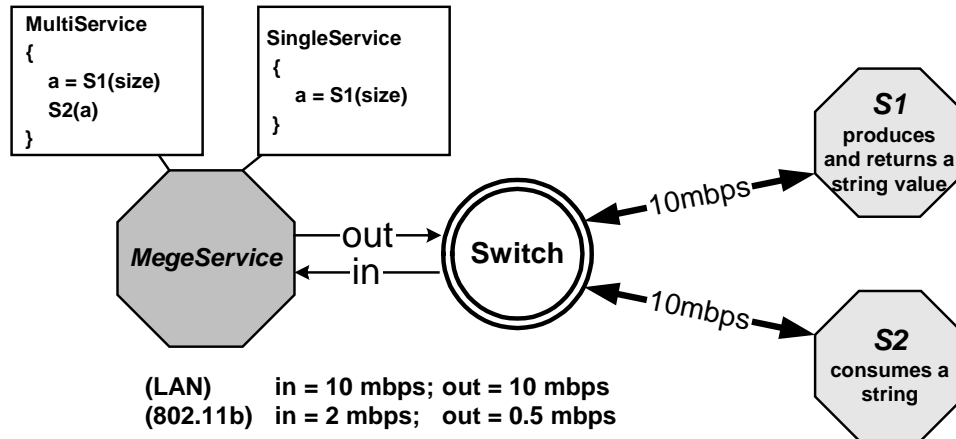 MultiService
{
a = S1(size)
S2(a)
}
SingleService
{
a = S1(size)
}
MegeService
out
in
Switch
10mbps
10mbps
S1
produces
and returns a
string value
S2
consumes a
string
(LAN) in = 10 mbps; out = 10 mbps
(802.11b) in = 2 mbps; out = 0.5 mbps